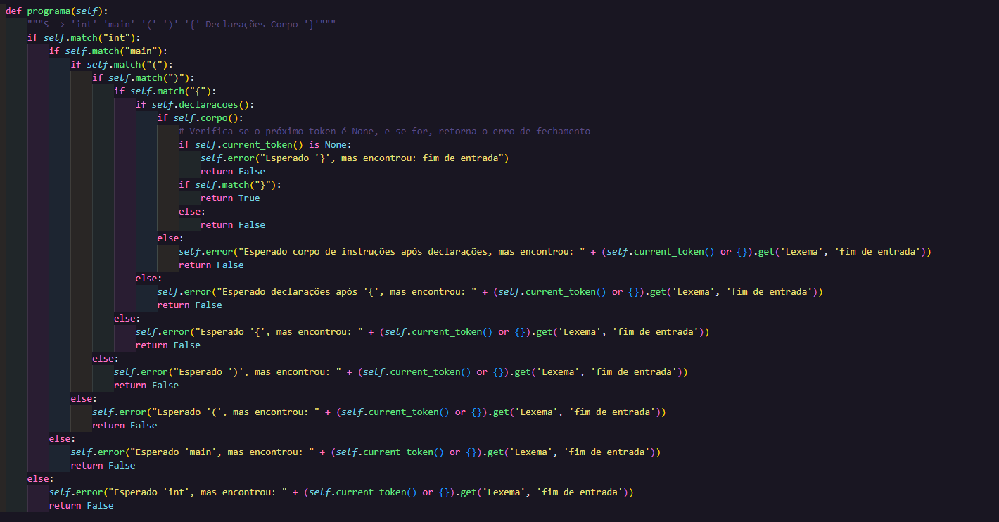 def programa(self):
    """S -> 'int' 'main' '(' ')' '{' Declarações Corpo '}'"""
    if self.match("int"):
        if self.match("main"):
            if self.match("("):
                if self.match(")"):
                    if self.match("{"):
                        if self.declaracoes():
                            if self.corpo():
                                # Verifica se o próximo token é None, e se for, retorna o erro de fechamento
                                if self.current_token() is None:
                                    self.error("Esperado '}', mas encontrou: fim de entrada")
                                    return False
                                if self.match("}"):
                                    return True
                                else:
                                    return False
                            else:
                                self.error("Esperado corpo de instruções após declarações, mas encontrou: " + (self.current_token() or {}).get('Lexema', 'fim de entrada'))
                                return False
                        else:
                            self.error("Esperado declarações após '{', mas encontrou: " + (self.current_token() or {}).get('Lexema', 'fim de entrada'))
                            return False
                    else:
                        self.error("Esperado '{', mas encontrou: " + (self.current_token() or {}).get('Lexema', 'fim de entrada'))
                        return False
                else:
                    self.error("Esperado ')', mas encontrou: " + (self.current_token() or {}).get('Lexema', 'fim de entrada'))
                    return False
            else:
                self.error("Esperado '(', mas encontrou: " + (self.current_token() or {}).get('Lexema', 'fim de entrada'))
                return False
        else:
            self.error("Esperado 'main', mas encontrou: " + (self.current_token() or {}).get('Lexema', 'fim de entrada'))
            return False
    else:
        self.error("Esperado 'int', mas encontrou: " + (self.current_token() or {}).get('Lexema', 'fim de entrada'))
        return False